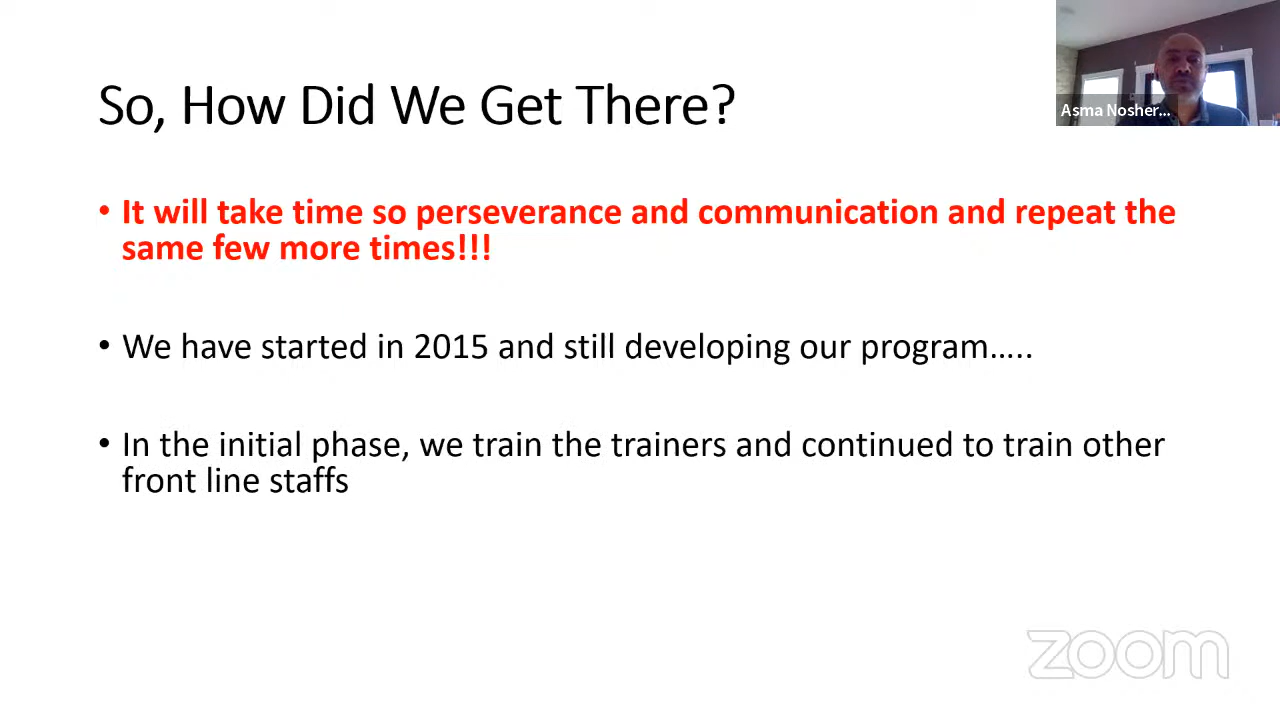 So, How Did We Get There?
Asma Nosher...
• It will take time so perseverance and communication and repeat the
same few more times!!!
• We have started in 2015 and still developing our program.....
• In the initial phase, we train the trainers and continued to train other
front line staffs
zoom